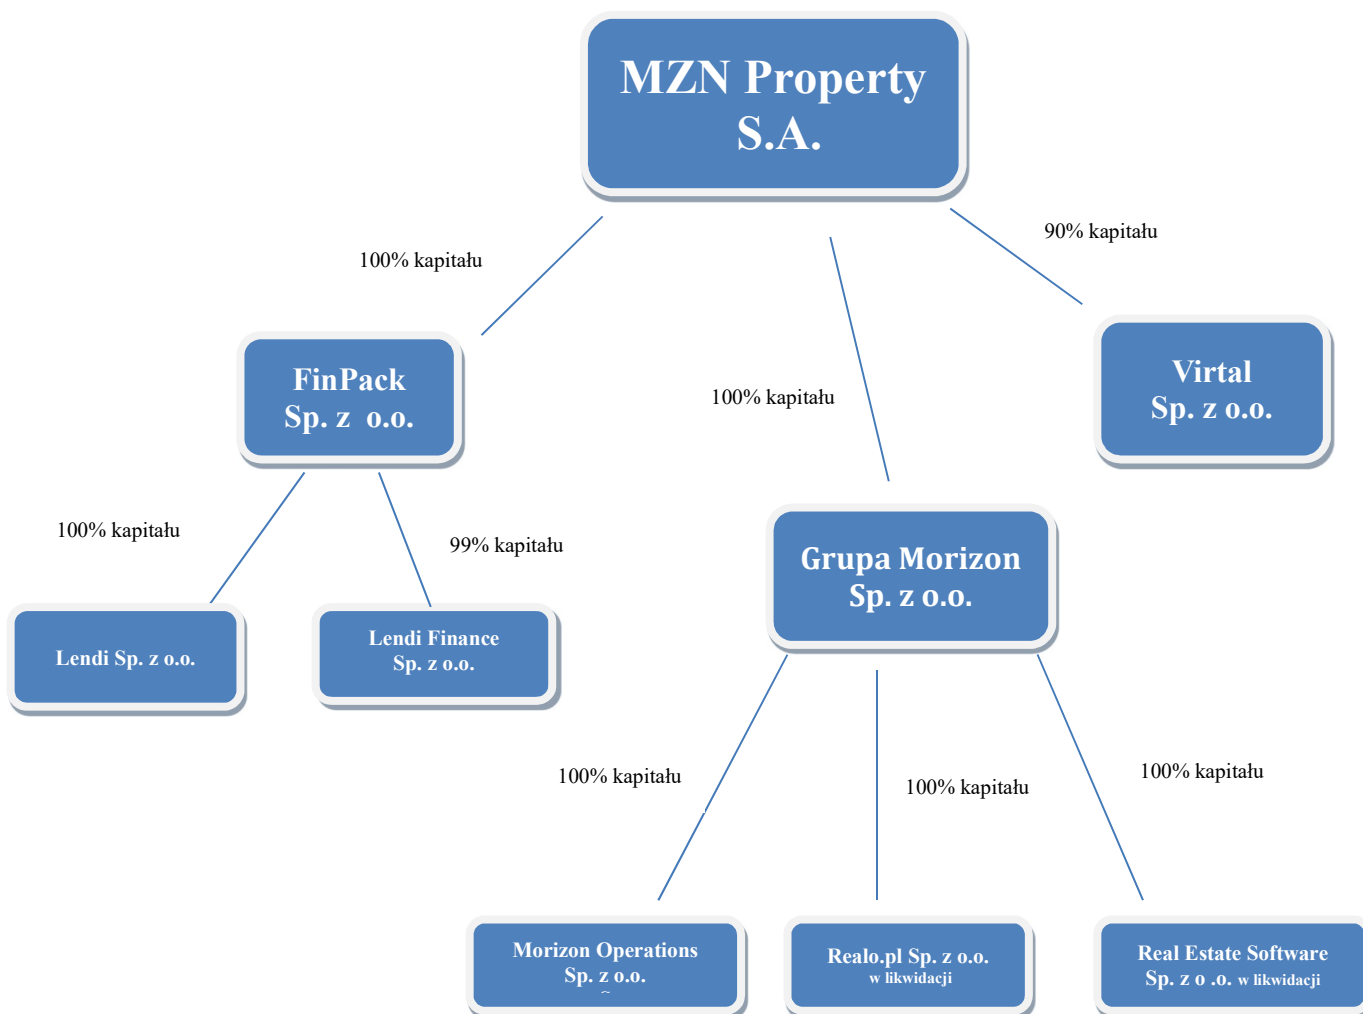 MZN Property
S.A.
90% kapitału
100% kapitału
FinPack
Sp. z  o.o.
Virtal
Sp. z o.o.
100% kapitału
100% kapitału
99% kapitału
Grupa Morizon
Sp. z o.o.
Lendi Sp. z o.o.
Lendi Finance
Sp. z o.o.
100% kapitału
100% kapitału
100% kapitału
Morizon Operations
Sp. z o.o.
Realo.pl Sp. z o.o.
w likwidacji
Real Estate Software
Sp. z o .o. w likwidacji